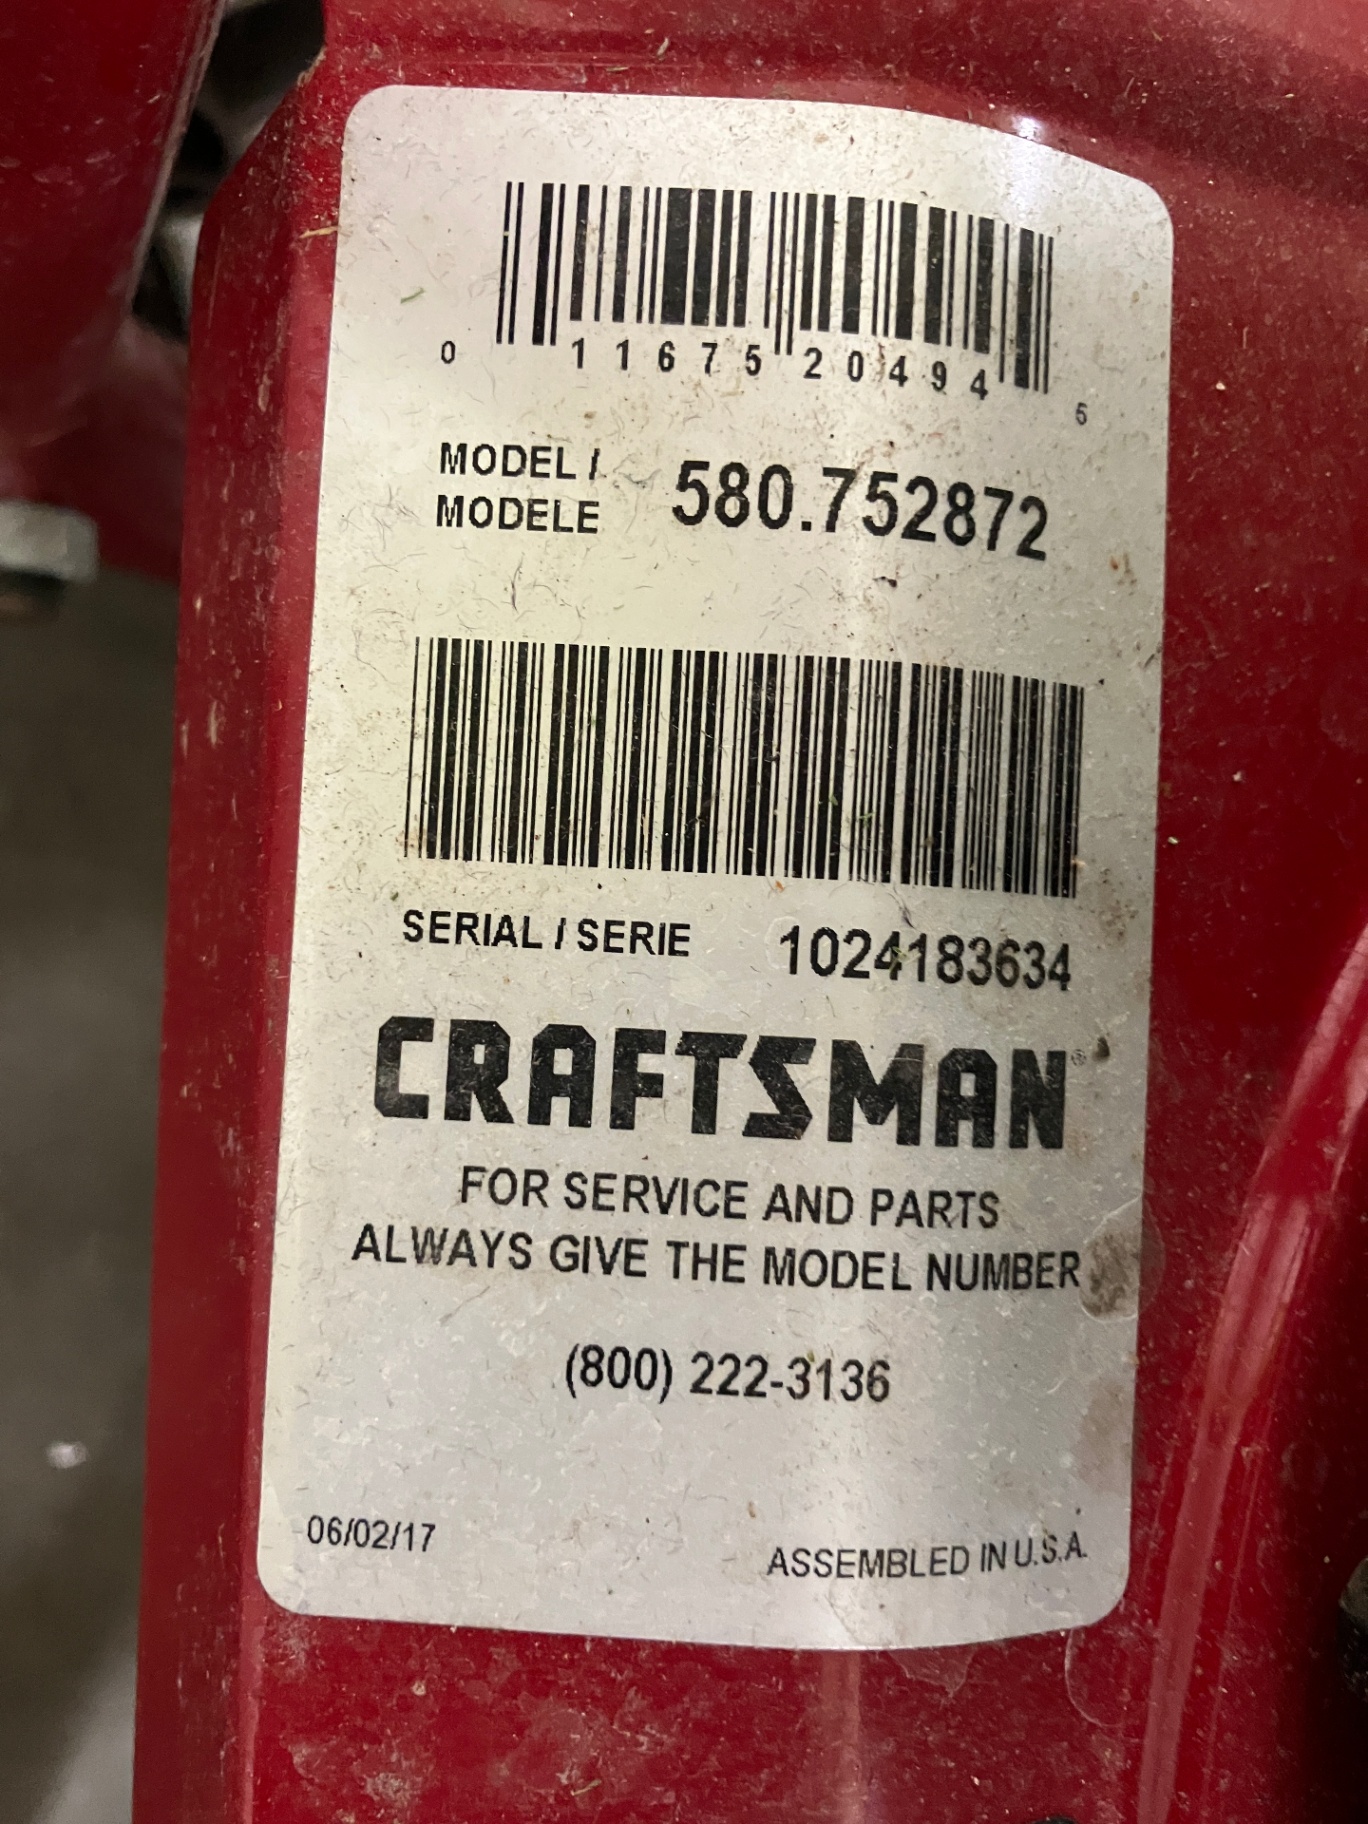 0 11675 20494 5
MODEL / 580.752872
MODELE
SERIAL / SERIE 1024183634
CRAFTSMAN®
FOR SERVICE AND PARTS
ALWAYS GIVE THE MODEL NUMBER
(800) 222-3136
06/02/17 ASSEMBLED IN U.S.A.